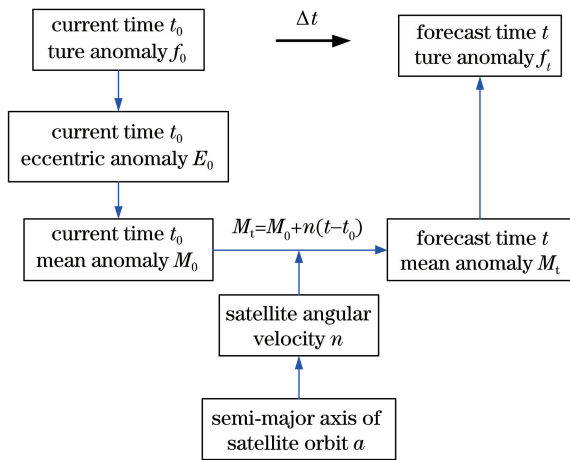 current time t₀
ture anomaly f₀
Δt
forecast time t
ture anomaly fₜ
current time t₀
eccentric anomaly E₀
current time t₀
mean anomaly M₀
Mₜ=M₀+n(t−t₀)
forecast time t
mean anomaly Mₜ
satellite angular
velocity n
semi-major axis of
satellite orbit a